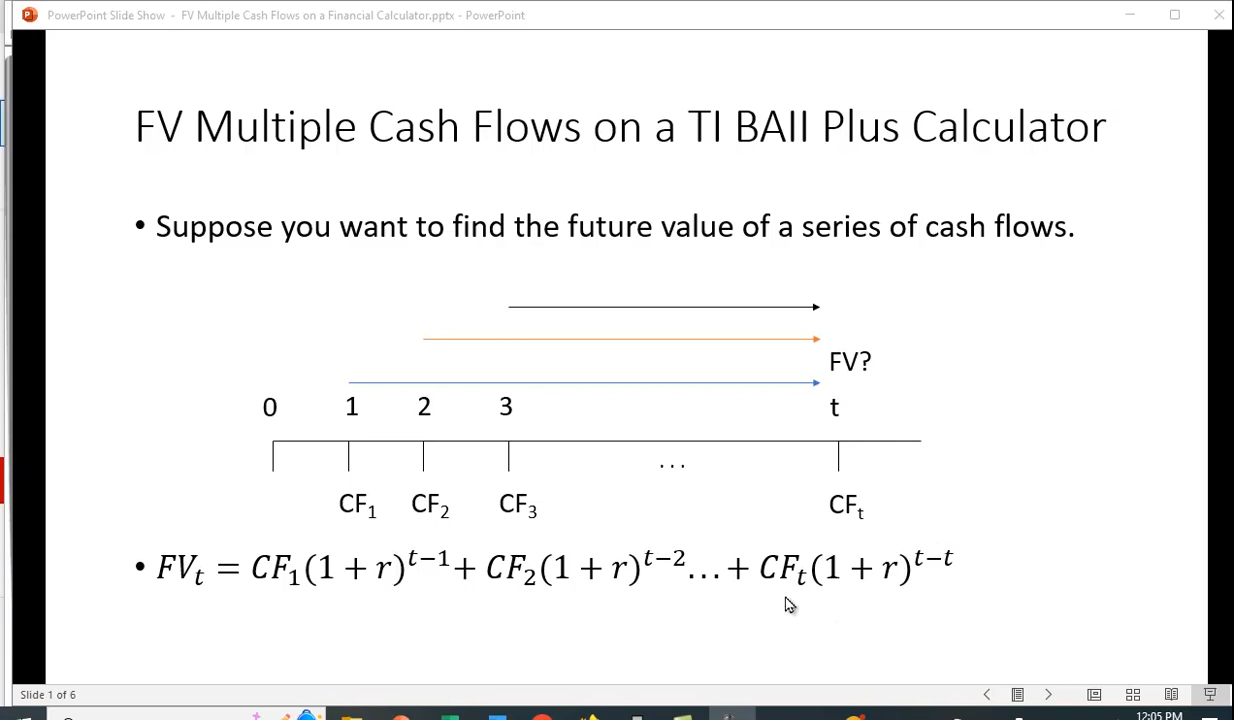 PowerPoint Slide Show - FV Multiple Cash Flows on a Financial Calculator.pptx - PowerPoint
FV Multiple Cash Flows on a TI BAII Plus Calculator
• Suppose you want to find the future value of a series of cash flows.
FV?
0 1 2 3 t
...
CF₁ CF₂ CF₃ CFₜ
• 𝐹𝑉ₜ = 𝐶𝐹₁(1 + 𝑟)ᵗ⁻¹ + 𝐶𝐹₂(1 + 𝑟)ᵗ⁻² ... + 𝐶𝐹ₜ(1 + 𝑟)ᵗ⁻ᵗ
Slide 1 of 6
12:05 PM